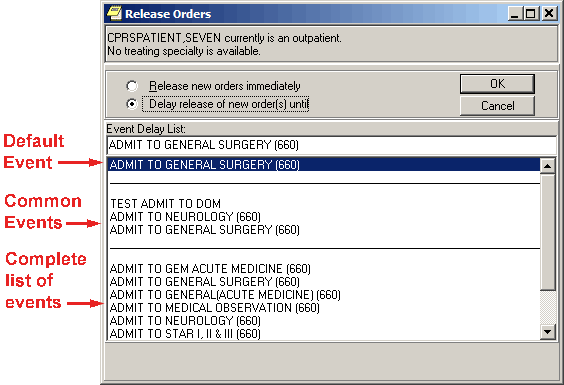 Release Orders
CPRSPATIENT,SEVEN currently is an outpatient.
No treating specialty is available.
Release new orders immediately
Delay release of new order(s) until
OK
Cancel
Event Delay List:
ADMIT TO GENERAL SURGERY (660)
Default
Event
ADMIT TO GENERAL SURGERY (660)
Common
Events
TEST ADMIT TO DOM
ADMIT TO NEUROLOGY (660)
ADMIT TO GENERAL SURGERY (660)
Complete
list of
events
ADMIT TO GEM ACUTE MEDICINE (660)
ADMIT TO GENERAL SURGERY (660)
ADMIT TO GENERAL(ACUTE MEDICINE) (660)
ADMIT TO MEDICAL OBSERVATION (660)
ADMIT TO NEUROLOGY (660)
ADMIT TO STAR I, II & III (660)